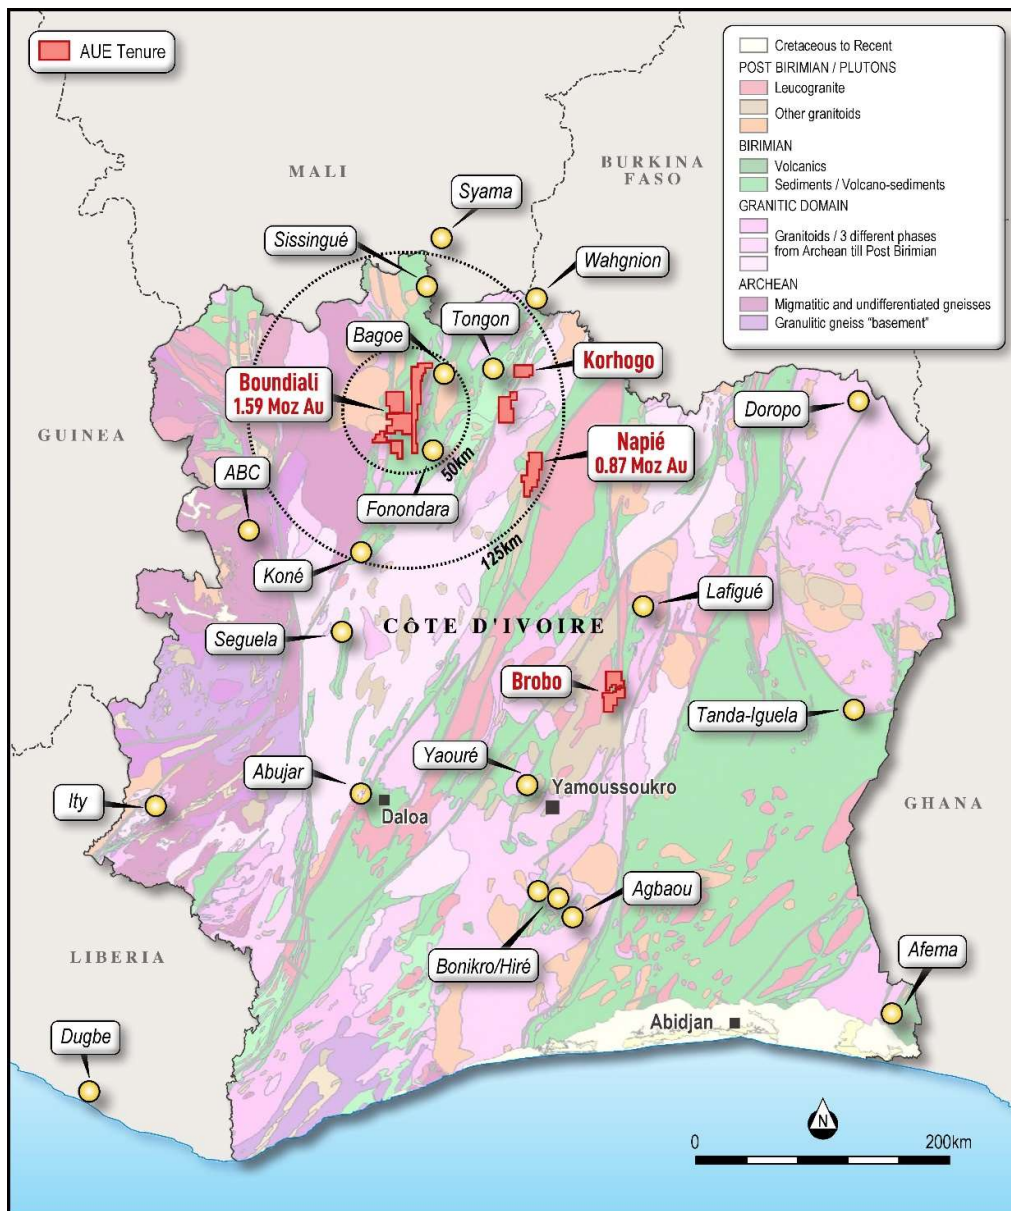 AUE Tenure
Cretaceous to Recent
POST BIRIMIAN / PLUTONS
Leucogranite
Other granitoids
BIRIMIAN
Volcanics
Sediments / Volcano-sediments
GRANITIC DOMAIN
Granitoids / 3 different phases
from Archean till Post Birimian
ARCHEAN
Migmatitic and undifferentiated gneisses
Granulitic gneiss “basement”
MALI
BURKINA
FASO
Syama
Sissingué
Wahgnion
Tongon
Bagoe
Korhogo
Boundiali
1.59 Moz Au
Doropo
GUINEA
Napié
0.87 Moz Au
ABC
50km
Fonondara
125km
Koné
Lafigué
Seguela
CÔTE D'IVOIRE
Brobo
Tanda-Iguela
Yaouré
Abujar
Yamoussoukro
Ity
Daloa
GHANA
Agbaou
Bonikro/Hiré
LIBERIA
Afema
Abidjan
Dugbe
N
0
200km